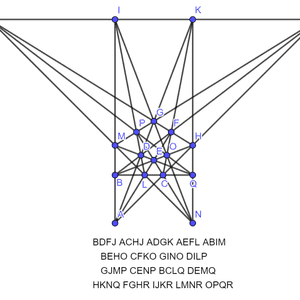 I K
G
P F
M D E O H
B L C Q
A N
BDFJ ACHJ ADGK AEFL ABIM
BEHO CFKO GINO DILP
GJMP CENP BCLQ DEMQ
HKNQ FGHR IJKR LMNR OPQR